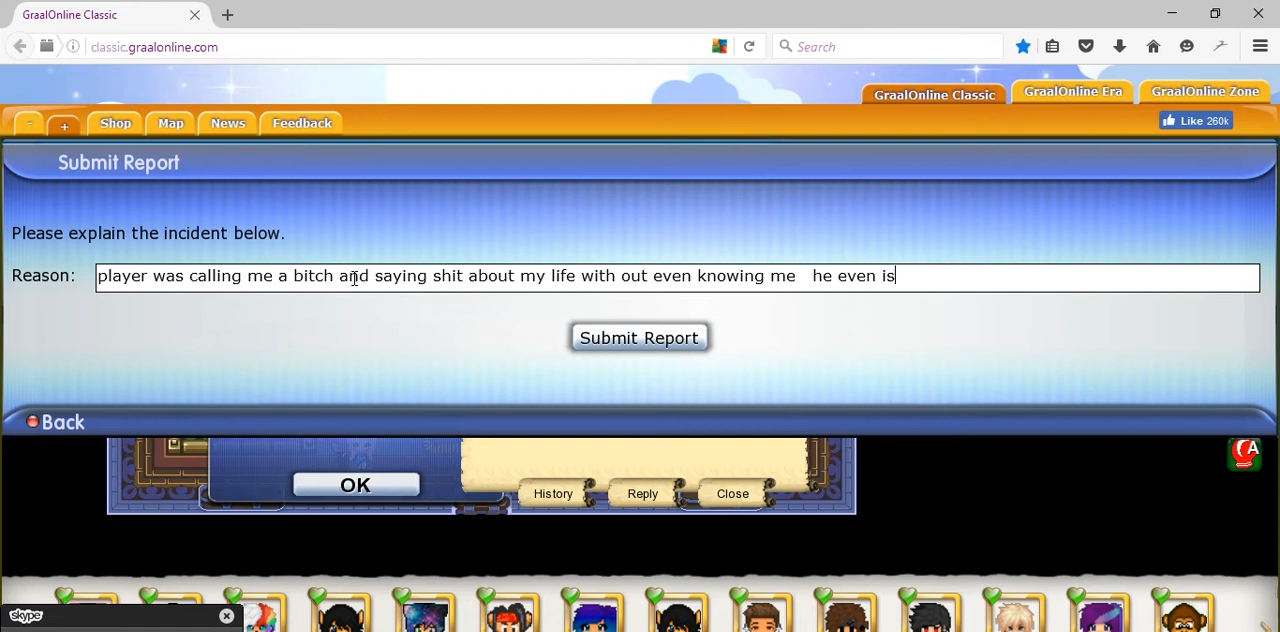 GraalOnline Classic
classic.graalonline.com
Search
GraalOnline Classic GraalOnline Era GraalOnline Zone
- + Shop Map News Feedback
Like 260k
Submit Report
Please explain the incident below.
Reason: player was calling me a bitch and saying shit about my life with out even knowing me   he even is
Submit Report
Back
A
OK
History Reply Close
skype